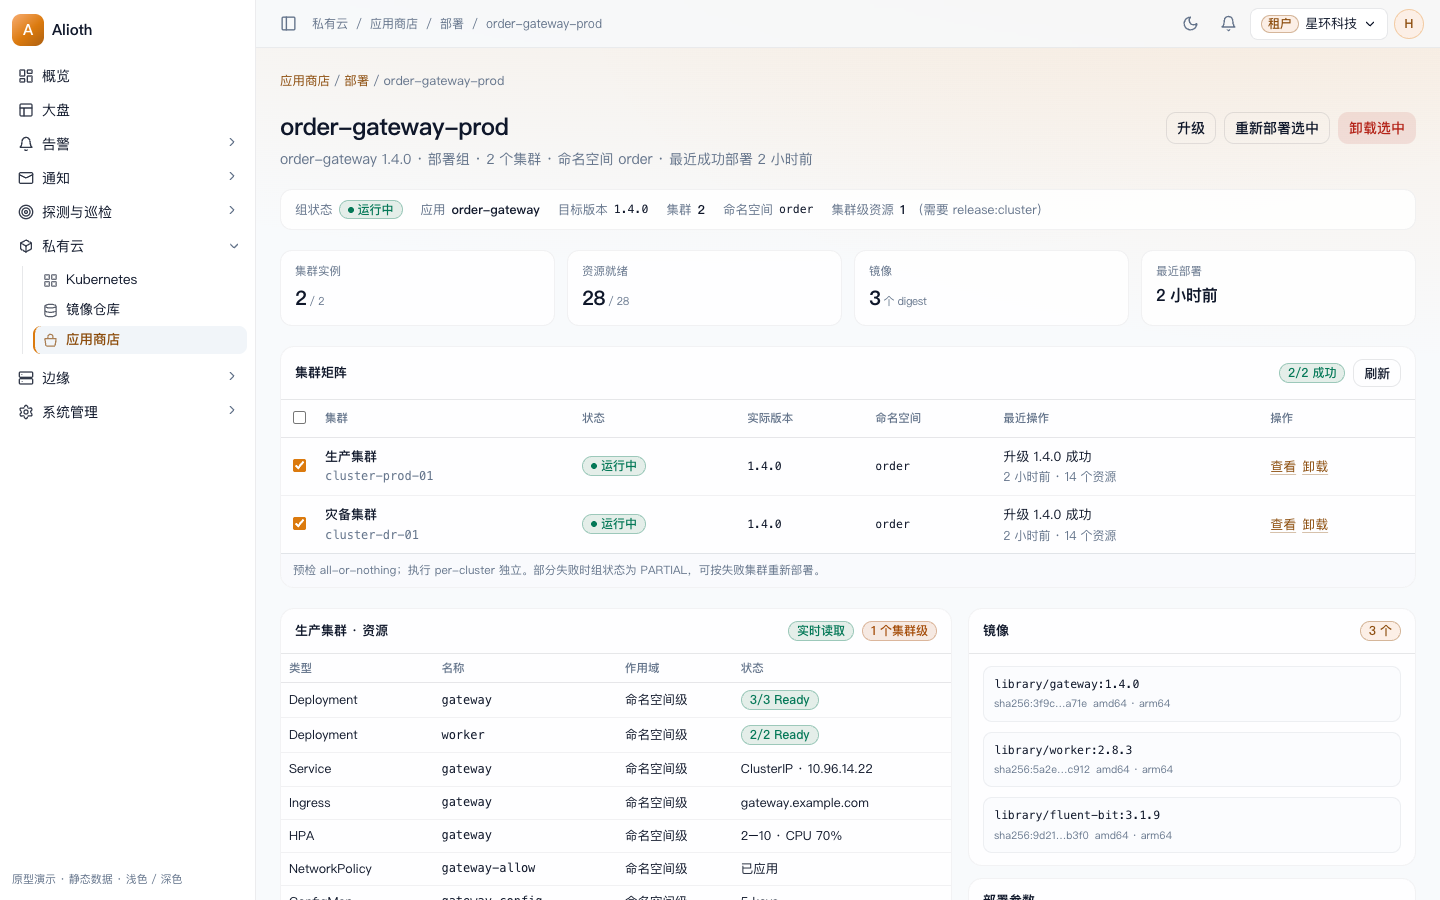 A Alioth
概览
大盘
告警
通知
探测与巡检
私有云
Kubernetes
镜像仓库
应用商店
边缘
系统管理
原型演示 · 静态数据 · 浅色 / 深色
私有云 / 应用商店 / 部署 / order-gateway-prod
租户 星环科技
H
应用商店 / 部署 / order-gateway-prod
order-gateway-prod
升级 重新部署选中 卸载选中
order-gateway 1.4.0 · 部署组 · 2 个集群 · 命名空间 order · 最近成功部署 2 小时前
组状态 运行中 应用 order-gateway 目标版本 1.4.0 集群 2 命名空间 order 集群级资源 1 （需要 release:cluster）
集群实例
2 / 2
资源就绪
28 / 28
镜像
3 个 digest
最近部署
2 小时前
集群矩阵 2/2 成功 刷新
集群 状态 实际版本 命名空间 最近操作 操作
生产集群
cluster-prod-01
运行中 1.4.0 order
升级 1.4.0 成功
2 小时前 · 14 个资源
查看 卸载
灾备集群
cluster-dr-01
运行中 1.4.0 order
升级 1.4.0 成功
2 小时前 · 14 个资源
查看 卸载
预检 all-or-nothing；执行 per-cluster 独立。部分失败时组状态为 PARTIAL，可按失败集群重新部署。
生产集群 · 资源 实时读取 1 个集群级
类型 名称 作用域 状态
Deployment gateway 命名空间级 3/3 Ready
Deployment worker 命名空间级 2/2 Ready
Service gateway 命名空间级 ClusterIP · 10.96.14.22
Ingress gateway 命名空间级 gateway.example.com
HPA gateway 命名空间级 2–10 · CPU 70%
NetworkPolicy gateway-allow 命名空间级 已应用
镜像 3 个
library/gateway:1.4.0
sha256:3f9c…a71e amd64 · arm64
library/worker:2.8.3
sha256:5a2e…c912 amd64 · arm64
library/fluent-bit:3.1.9
sha256:9d21…b3f0 amd64 · arm64